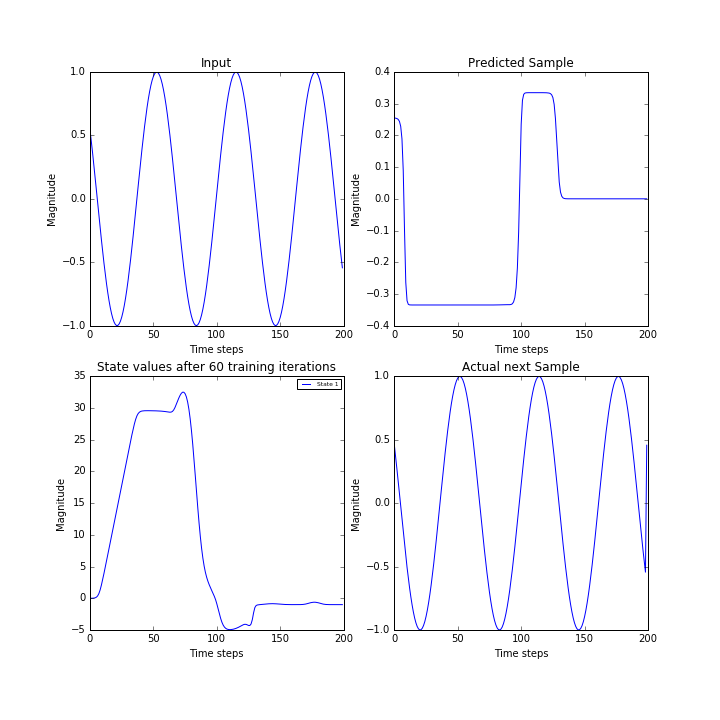 Input
1.0
0.5
0.0
−0.5
−1.0
Magnitude
0 50 100 150 200
Time steps
Predicted Sample
0.4
0.3
0.2
0.1
0.0
−0.1
−0.2
−0.3
−0.4
Magnitude
0 50 100 150 200
Time steps
State values after 60 training iterations
State 1
35
30
25
20
15
10
5
0
−5
Magnitude
0 50 100 150 200
Time steps
Actual next Sample
1.0
0.5
0.0
−0.5
−1.0
Magnitude
0 50 100 150 200
Time steps